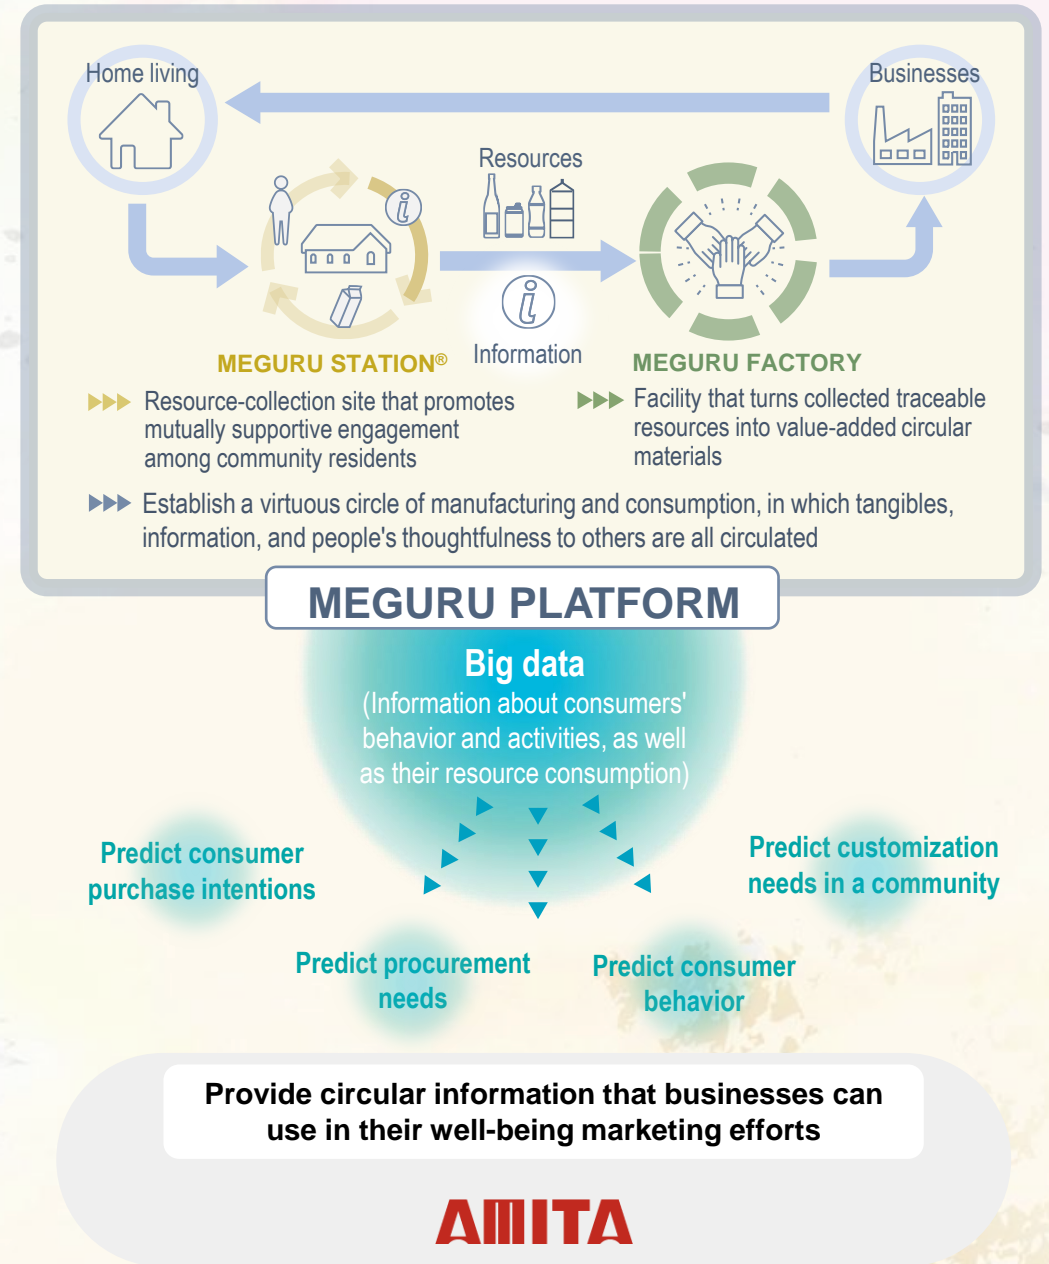 Home living
Businesses
Resources
i
i
Information
MEGURU STATION®
MEGURU FACTORY
Resource-collection site that promotes
mutually supportive engagement
among community residents
Facility that turns collected traceable
resources into value-added circular
materials
Establish a virtuous circle of manufacturing and consumption, in which tangibles,
information, and people's thoughtfulness to others are all circulated
MEGURU PLATFORM
Big data
(Information about consumers'
behavior and activities, as well
as their resource consumption)
Predict consumer
purchase intentions
Predict customization
needs in a community
Predict procurement
needs
Predict consumer
behavior
Provide circular information that businesses can
use in their well-being marketing efforts
AMITA